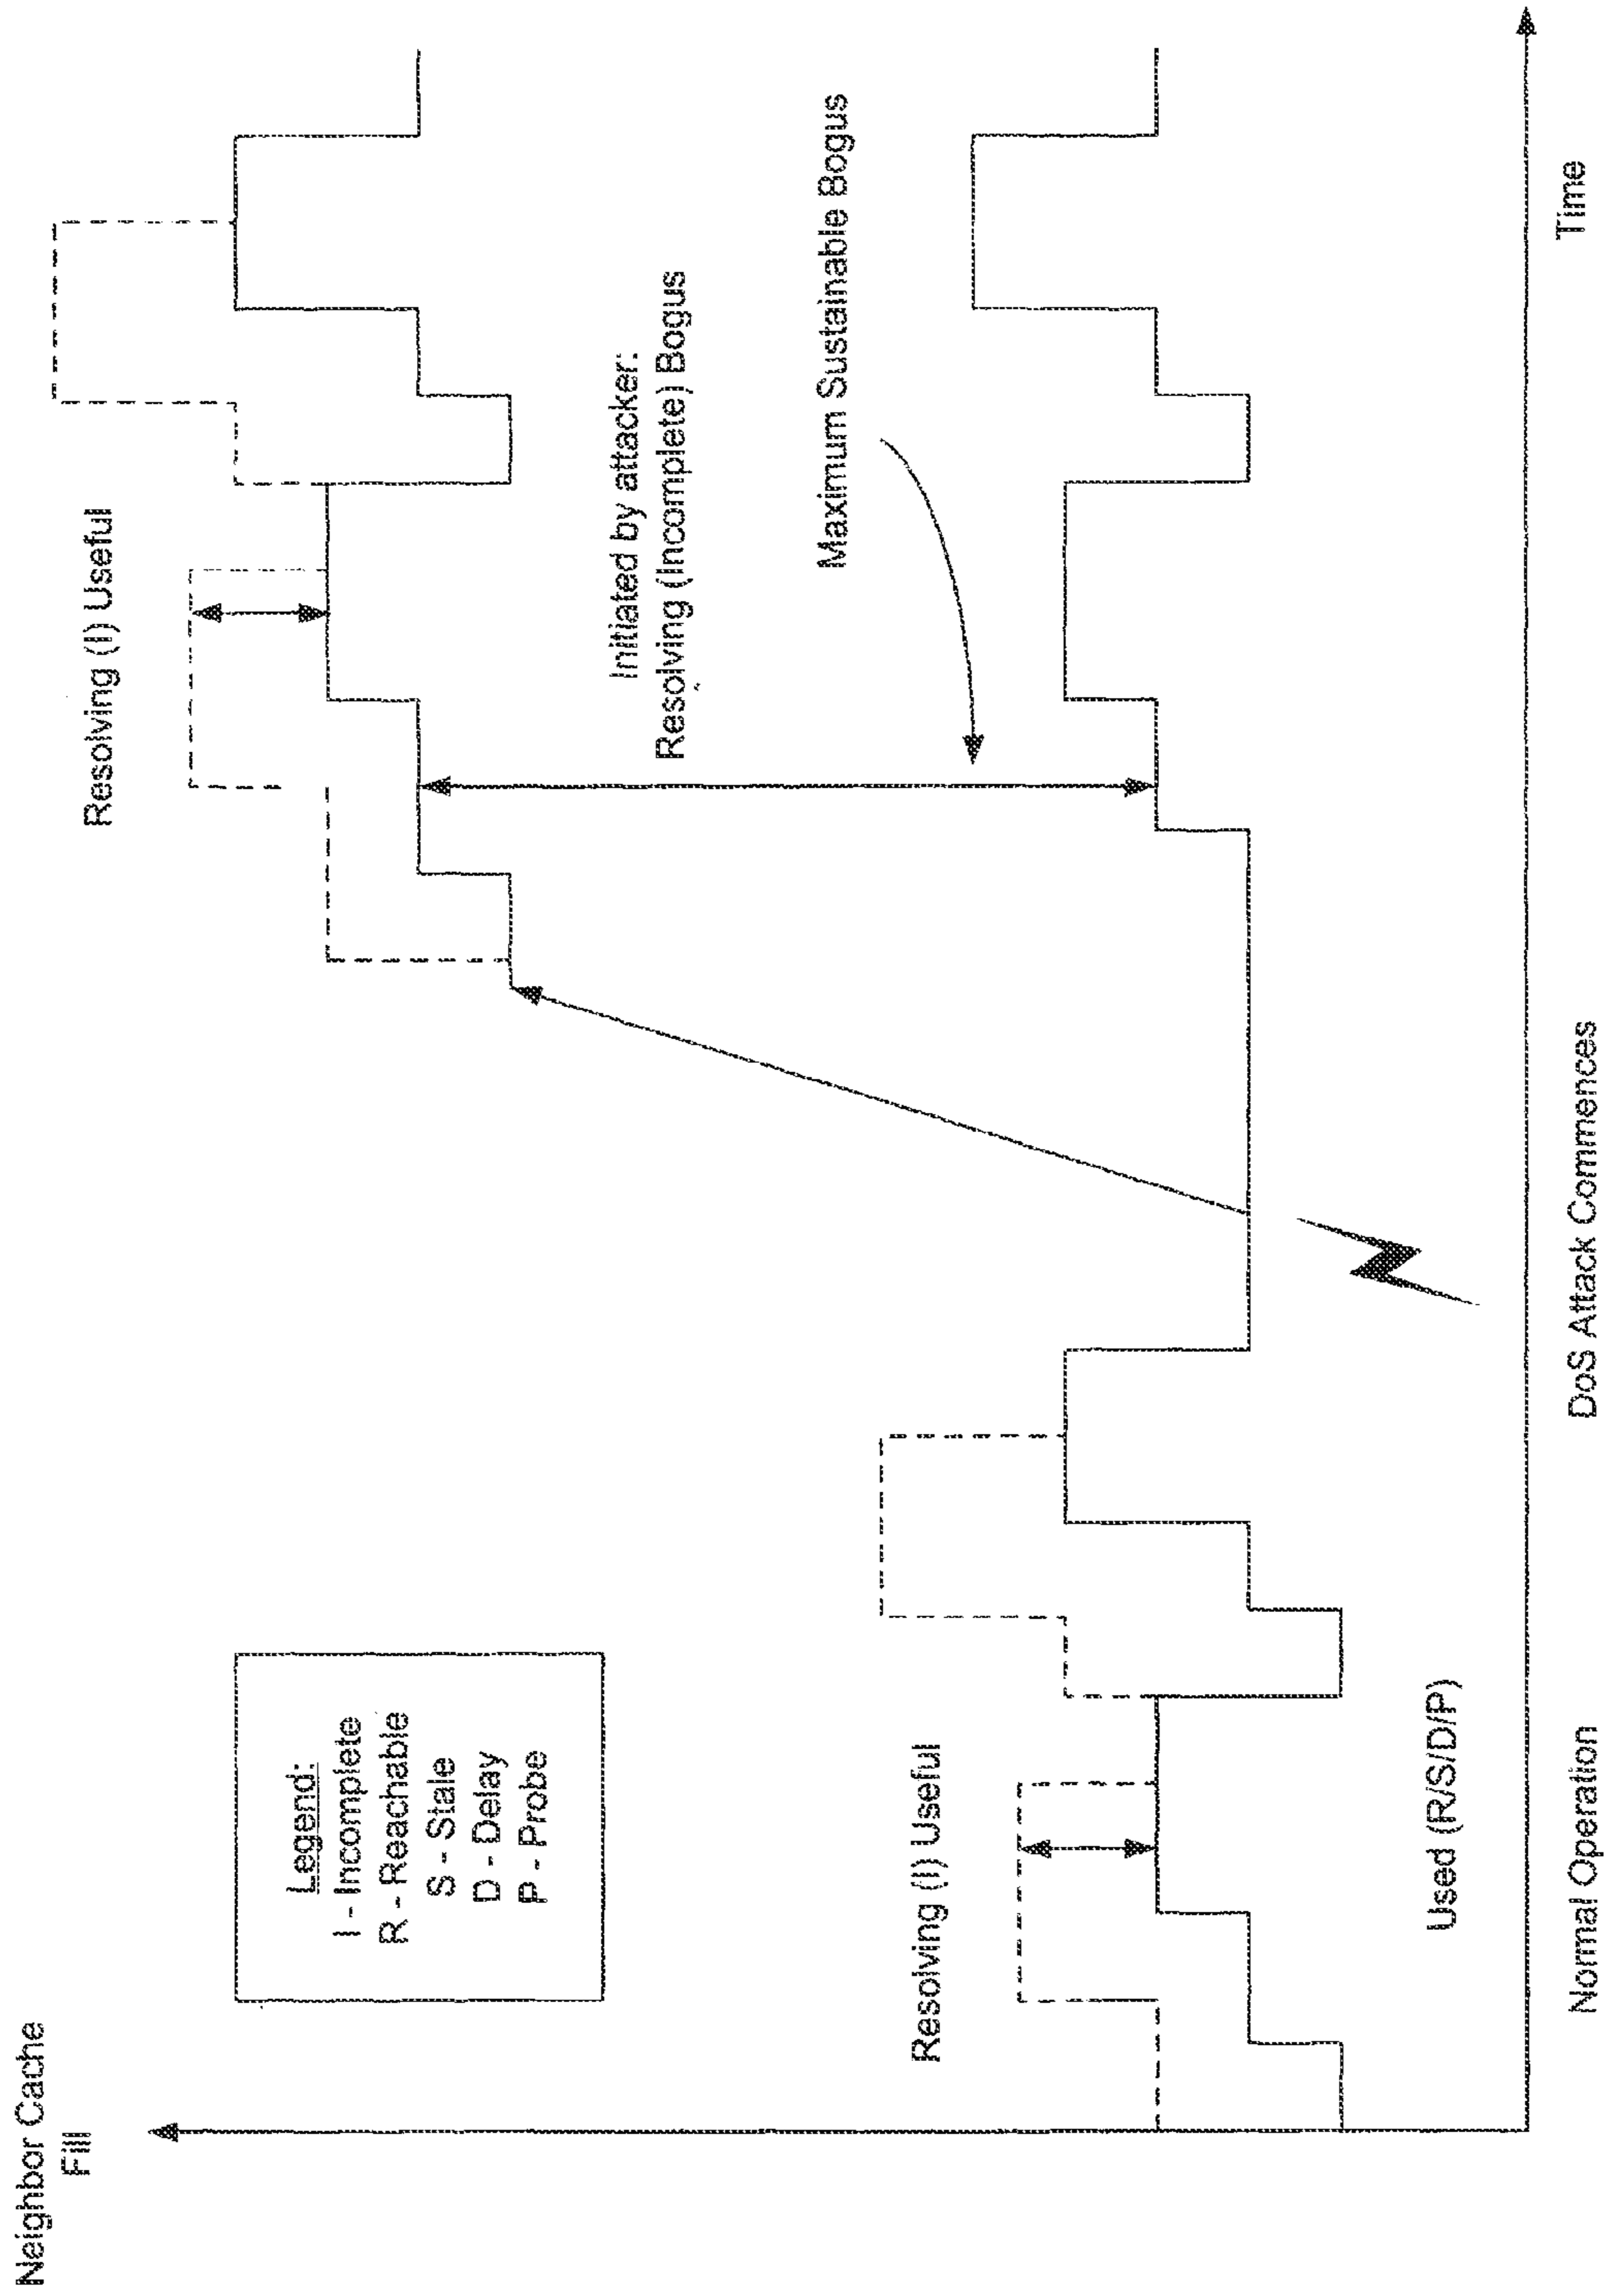 Neighbor Cache
Fill
Legend:
I - Incomplete
R - Reachable
S - Stale
D - Delay
P - Probe
Resolving (I) Useful
Resolving (I) Useful
Initiated by attacker:
Resolving (Incomplete) Bogus
Maximum Sustainable Bogus
Used (R/S/D/P)
Normal Operation
DoS Attack Commences
Time